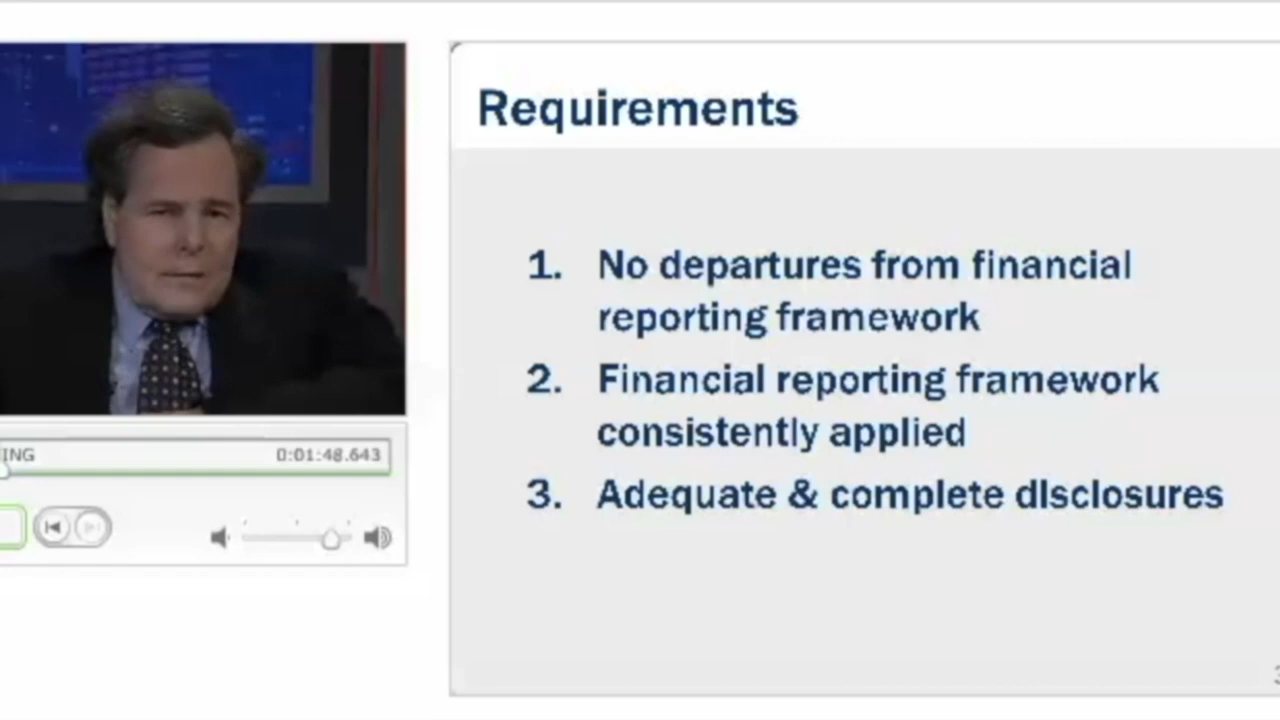 Requirements
1. No departures from financial
reporting framework
2. Financial reporting framework
consistently applied
3. Adequate & complete disclosures
ING 0:01:48.643
3